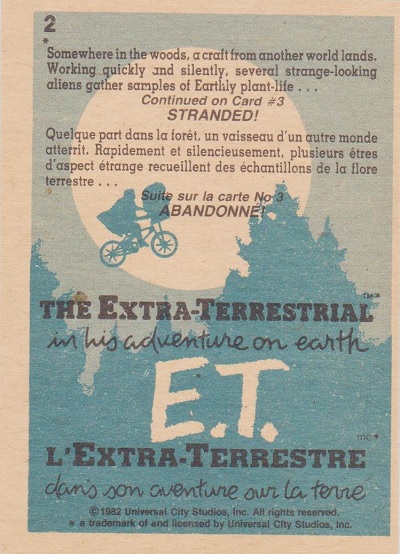 2
*
Somewhere in the woods, a craft from another world lands.
Working quickly and silently, several strange-looking
aliens gather samples of Earthly plant-life . . .
Continued on Card #3
STRANDED!
Quelque part dans la forêt, un vaisseau d'un autre monde
atterrit. Rapidement et silencieusement, plusieurs êtres
d'aspect étrange recueillent des échantillons de la flore
terrestre . . .
Suite sur la carte No 3
ABANDONNE!
THE EXTRA-TERRESTRIAL TM*
in his adventure on earth
E.T.
mc*
L'EXTRA-TERRESTRE
dans son aventure sur la terre
©1982 Universal City Studios, Inc. All rights reserved.
* a trademark of and licensed by Universal City Studios, Inc.